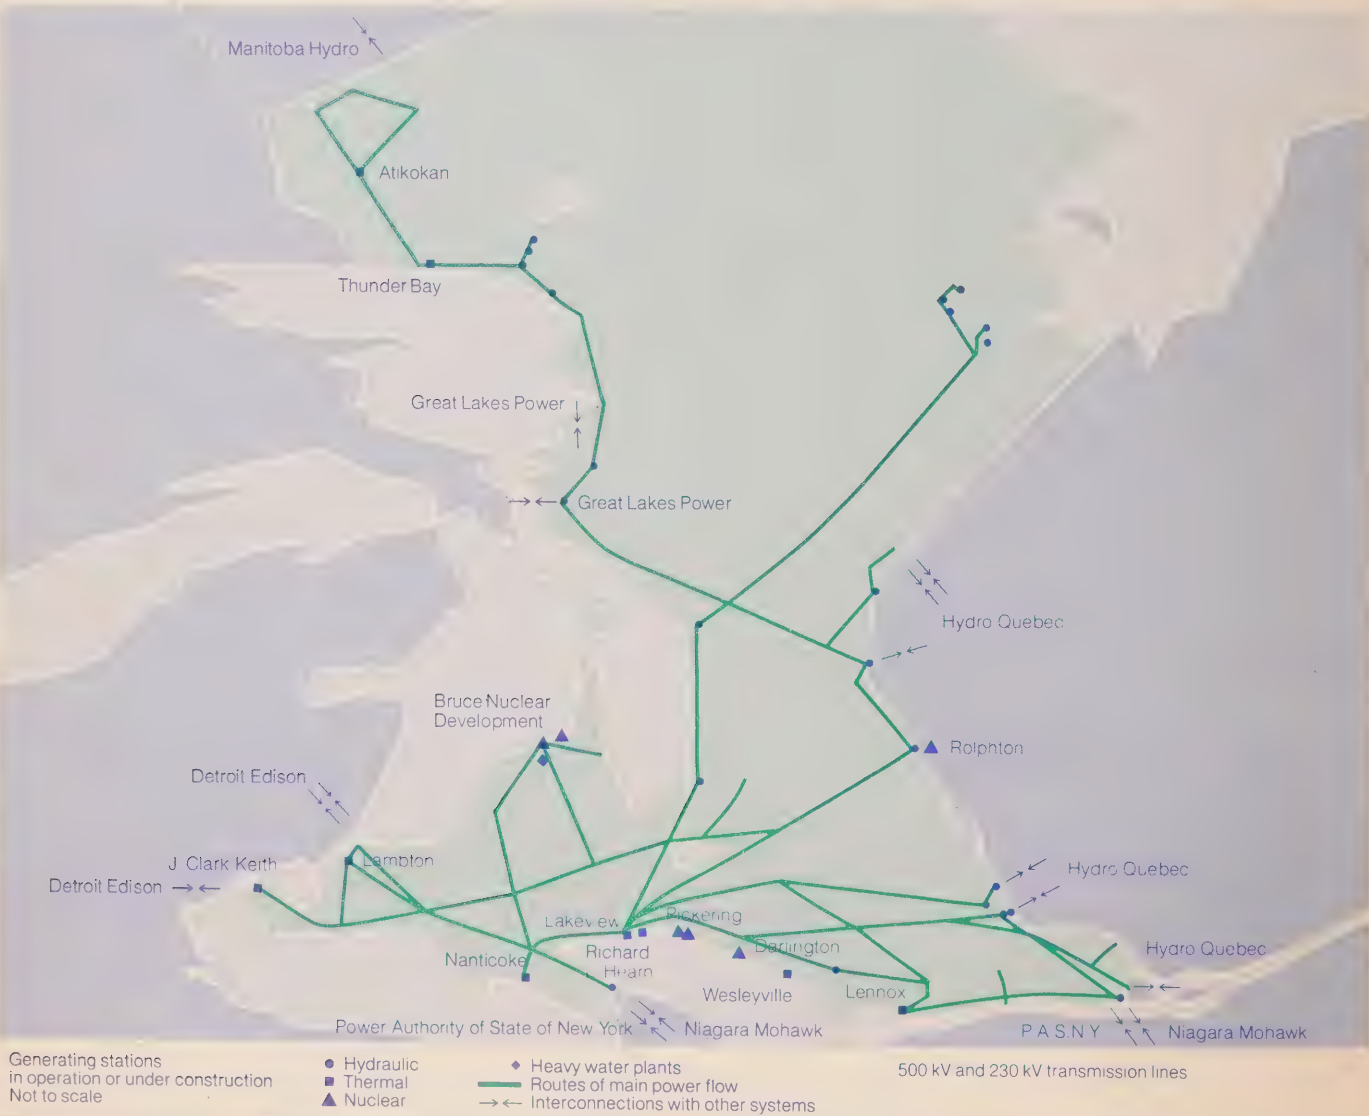 Manitoba Hydro
Atikokan
Thunder Bay
Great Lakes Power
Great Lakes Power
Hydro Quebec
Bruce Nuclear
Development
Rolphton
Detroit Edison
J Clark Keith
Lambton
Detroit Edison
Hydro Quebec
Lakeview
Pickering
Richard
Hearn
Darlington
Hydro Quebec
Nanticoke
Wesleyville
Lennox
Power Authority of State of New York
Niagara Mohawk
P A S N Y
Niagara Mohawk
Generating stations
in operation or under construction
Not to scale
Hydraulic
Thermal
Nuclear
Heavy water plants
Routes of main power flow
Interconnections with other systems
500 kV and 230 kV transmission lines